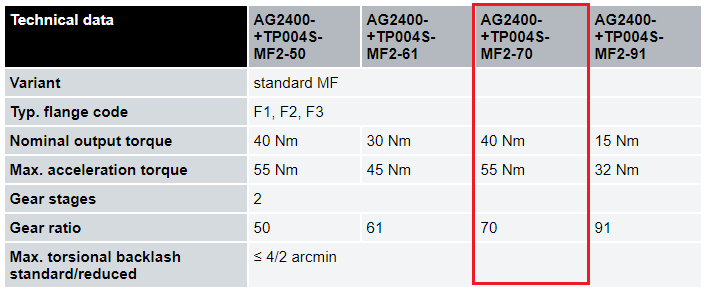 Technical data AG2400- AG2400- AG2400- AG2400-
+TP004S- +TP004S- +TP004S- +TP004S-
MF2-50 MF2-61 MF2-70 MF2-91
Variant standard MF
Typ. flange code F1, F2, F3
Nominal output torque 40 Nm 30 Nm 40 Nm 15 Nm
Max. acceleration torque 55 Nm 45 Nm 55 Nm 32 Nm
Gear stages 2
Gear ratio 50 61 70 91
Max. torsional backlash ≤ 4/2 arcmin
standard/reduced